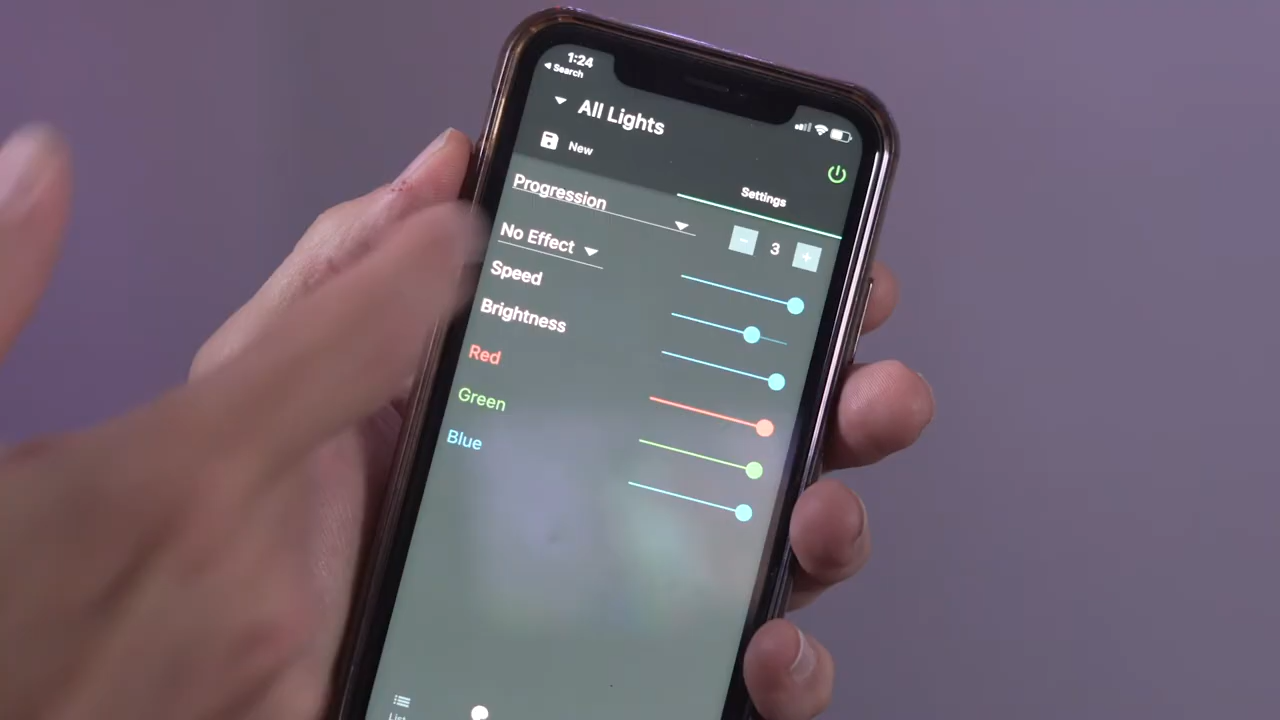 1:24
Search
All Lights
New
Settings
Progression
- 3 +
No Effect
Speed
Brightness
Red
Green
Blue